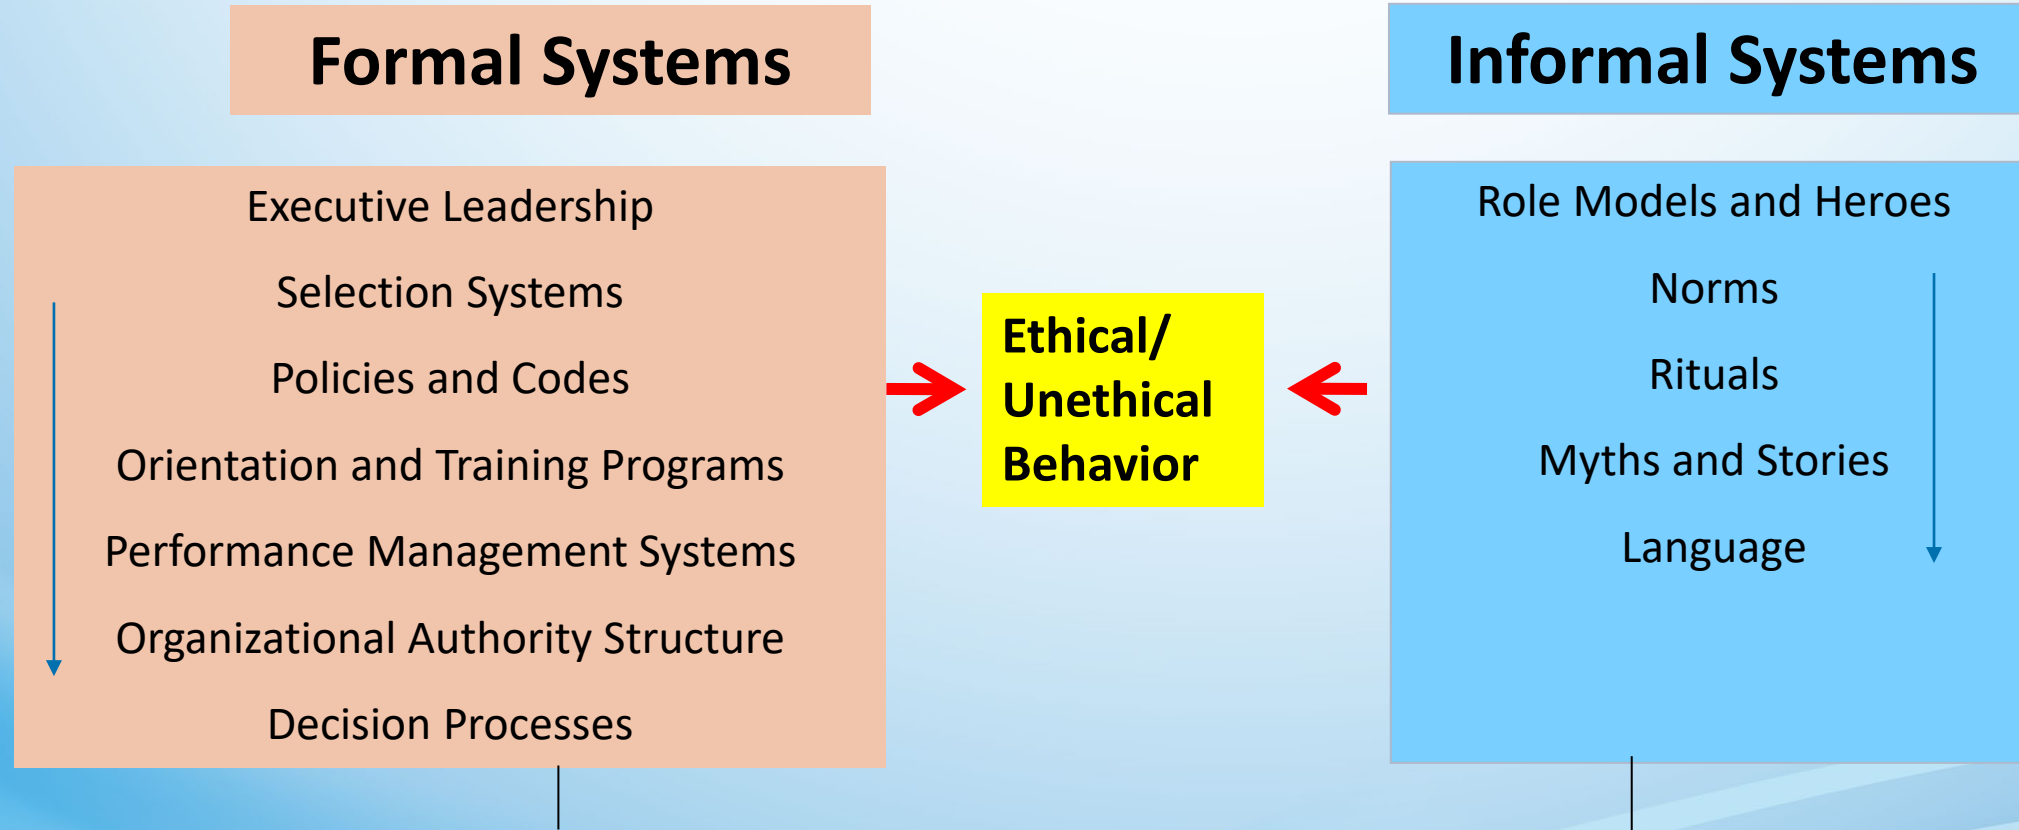 Formal Systems
Executive Leadership
Selection Systems
Policies and Codes
Orientation and Training Programs
Performance Management Systems
Organizational Authority Structure
Decision Processes
Ethical/
Unethical
Behavior
Informal Systems
Role Models and Heroes
Norms
Rituals
Myths and Stories
Language